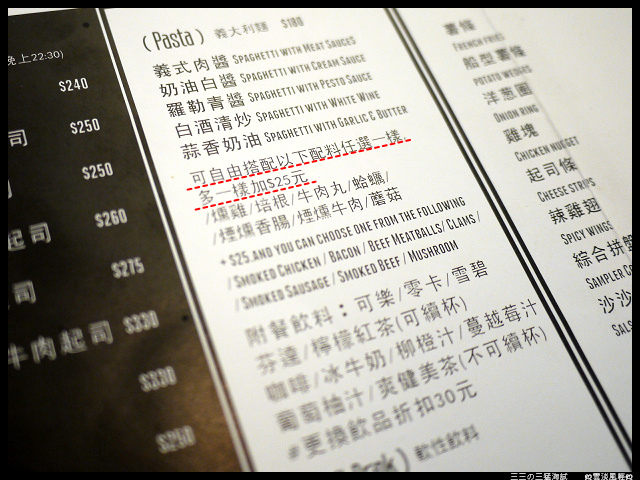 晚上22:30)
$240
司 $250
$250
起司 $260
司 $275
牛肉起司 $330
$330
$250
(Pasta) 義大利麵 $180
義式肉醬 SPAGHETTI WITH MEAT SAUCES
奶油白醬 SPAGHETTI WITH CREAM SAUCE
羅勒青醬 SPAGHETTI WITH PESTO SAUCE
白酒清炒 SPAGHETTI WITH WHITE WINE
蒜香奶油 SPAGHETTI WITH GARLIC & BUTTER
可自由搭配以下配料任選一樣
多一樣加$25元
/燻雞/培根/牛肉丸/蛤蠣/
/煙燻香腸/煙燻牛肉/蘑菇
+ $25 AND YOU CAN CHOOSE ONE FROM THE FOLLOWING
/ SMOKED CHICKEN / BACON / BEEF MEATBALLS/ CLAMS /
/ SMOKED SAUSAGE / SMOKED BEEF / MUSHROOM
附餐飲料：可樂/零卡/雪碧
芬達/檸檬紅茶(可續杯)
咖啡/冰牛奶/柳橙汁/蔓越莓汁
葡萄柚汁/爽健美茶(不可續杯)
#更換飲品折扣30元
軟性飲料
薯條
FRENCH FRIES
船型薯條
POTATO WEDGES
洋蔥圈
ONION RING
雞塊
CHICKEN NUGGET
起司條
CHEESE STRIPS
辣雞翅
SPICY WINGS
綜合拼盤
SAMPLER
沙沙
SALS
三三の三猛海賊
@雲淡風輕@